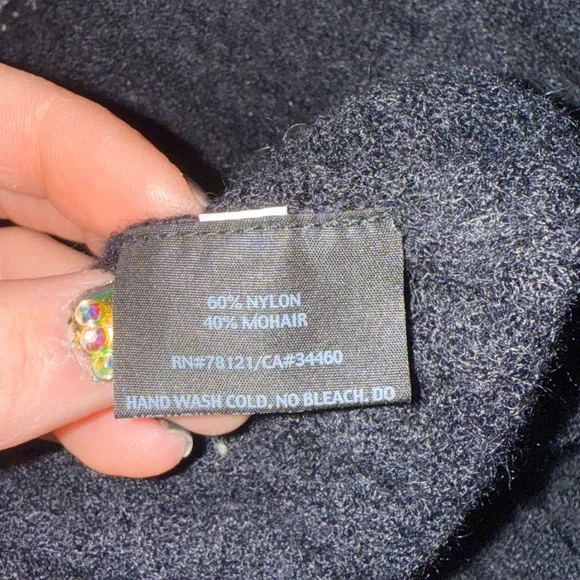 60% NYLON
40% MOHAIR
RN#78121/CA#34460
HAND WASH COLD. NO BLEACH. DO